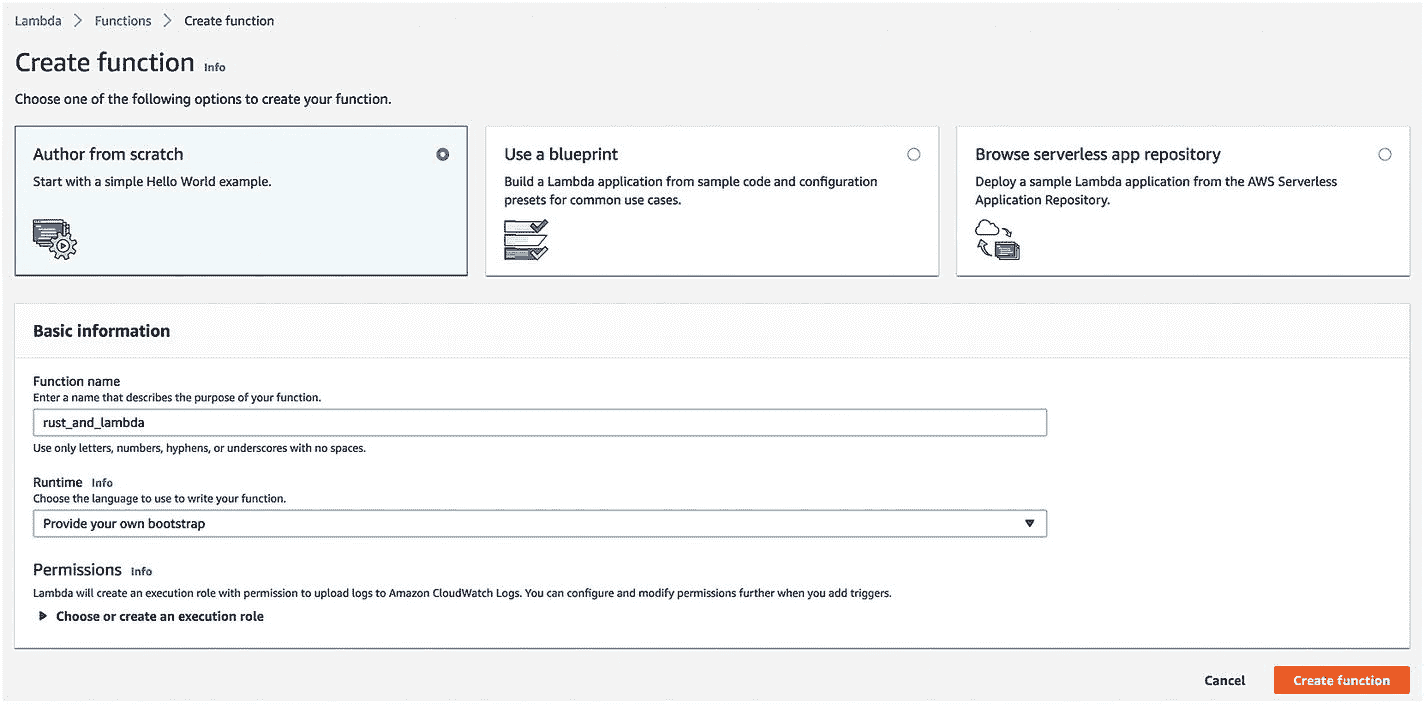 Lambda > Functions > Create function
Create function Info
Choose one of the following options to create your function.
Author from scratch
Start with a simple Hello World example.
Use a blueprint
Build a Lambda application from sample code and configuration
presets for common use cases.
Browse serverless app repository
Deploy a sample Lambda application from the AWS Serverless
Application Repository.
Basic information
Function name
Enter a name that describes the purpose of your function.
rust_and_lambda
Use only letters, numbers, hyphens, or underscores with no spaces.
Runtime Info
Choose the language to use to write your function.
Provide your own bootstrap
Permissions Info
Lambda will create an execution role with permission to upload logs to Amazon CloudWatch Logs. You can configure and modify permissions further when you add triggers.
Choose or create an execution role
Cancel
Create function